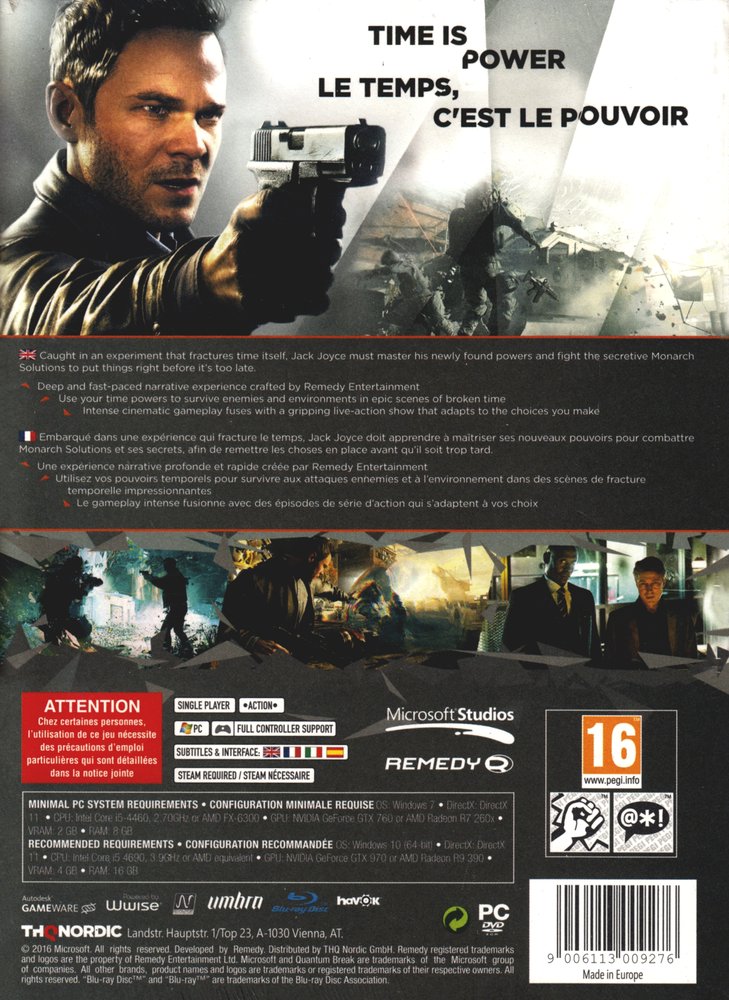 TIME IS
POWER
LE TEMPS,
C'EST LE POUVOIR
Caught in an experiment that fractures time itself, Jack Joyce must master his newly found powers and fight the secretive Monarch
Solutions to put things right before it's too late.
Deep and fast-paced narrative experience crafted by Remedy Entertainment
Use your time powers to survive enemies and environments in epic scenes of broken time
Intense cinematic gameplay fuses with a gripping live-action show that adapts to the choices you make
Embarqué dans une expérience qui fracture le temps, Jack Joyce doit apprendre à maîtriser ses nouveaux pouvoirs pour combattre
Monarch Solutions et ses secrets, afin de remettre les choses en place avant qu'il soit trop tard.
Une expérience narrative profonde et rapide créée par Remedy Entertainment
Utilisez vos pouvoirs temporels pour survivre aux attaques ennemies et à l'environnement dans des scènes de fracture
temporelle impressionnantes
Le gameplay intense fusionne avec des épisodes de série d'action qui s'adaptent à vos choix
ATTENTION
Chez certaines personnes,
l'utilisation de ce jeu nécessite
des précautions d'emploi
particulières qui sont détaillées
dans la notice jointe
SINGLE PLAYER •ACTION•
PC FULL CONTROLLER SUPPORT
SUBTITLES & INTERFACE:
STEAM REQUIRED / STEAM NÉCESSAIRE
Microsoft Studios
REMEDY
16
www.pegi.info
@*!
MINIMAL PC SYSTEM REQUIREMENTS • CONFIGURATION MINIMALE REQUISE OS: Windows 7 • DirectX: DirectX
11 • CPU: Intel Core i5-4460, 2,70GHz or AMD FX-6300 • GPU: NVIDIA GeForce GTX 760 or AMD Radeon R7 260x •
VRAM: 2 GB • RAM: 8 GB
RECOMMENDED REQUIREMENTS • CONFIGURATION RECOMMANDÉE OS: Windows 10 (64-bit) • DirectX: DirectX
11 • CPU: Intel Core i5 4690, 3,9GHz or AMD equivalent • GPU: NVIDIA GeForce GTX 970 or AMD Radeon R9 390 •
VRAM: 4 GB • RAM: 16 GB
Autodesk
GAMEWARE
Powered by
Wwise
umbra
Blu-ray Disc
havok
THQ NORDIC Landstr. Hauptstr. 1/Top 23, A-1030 Vienna, AT.
PC
DVD
ROM
© 2016 Microsoft. All rights reserved. Developed by Remedy. Distributed by THQ Nordic GmbH. Remedy registered trademarks
and logos are the property of Remedy Entertainment Ltd. Microsoft and Quantum Break are trademarks of the Microsoft group
of companies. All other brands, product names and logos are trademarks or registered trademarks of their respective owners. All
rights reserved. "Blu-ray Disc™" and "Blu-ray™" are trademarks of the Blu-ray Disc Association.
9 006113 009276
Made in Europe